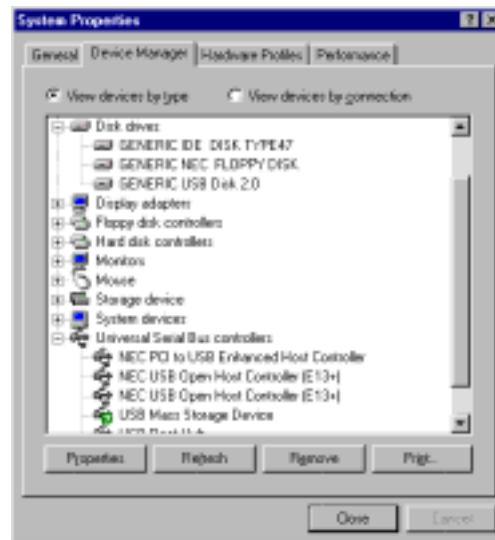 System Properties
General Device Manager Hardware Profiles Performance
View devices by type View devices by connection
Disk drives
GENERIC IDE DISK TYPE47
GENERIC NEC FLOPPY DISK
GENERIC USB Disk 2.0
Display adapters
Floppy disk controllers
Hard disk controllers
Monitors
Mouse
Storage device
System devices
Universal Serial Bus controllers
NEC PCI to USB Enhanced Host Controller
NEC USB Open Host Controller (E13+)
NEC USB Open Host Controller (E13+)
USB Mass Storage Device
USB Root Hub
Properties Refresh Remove Print...
Close Cancel